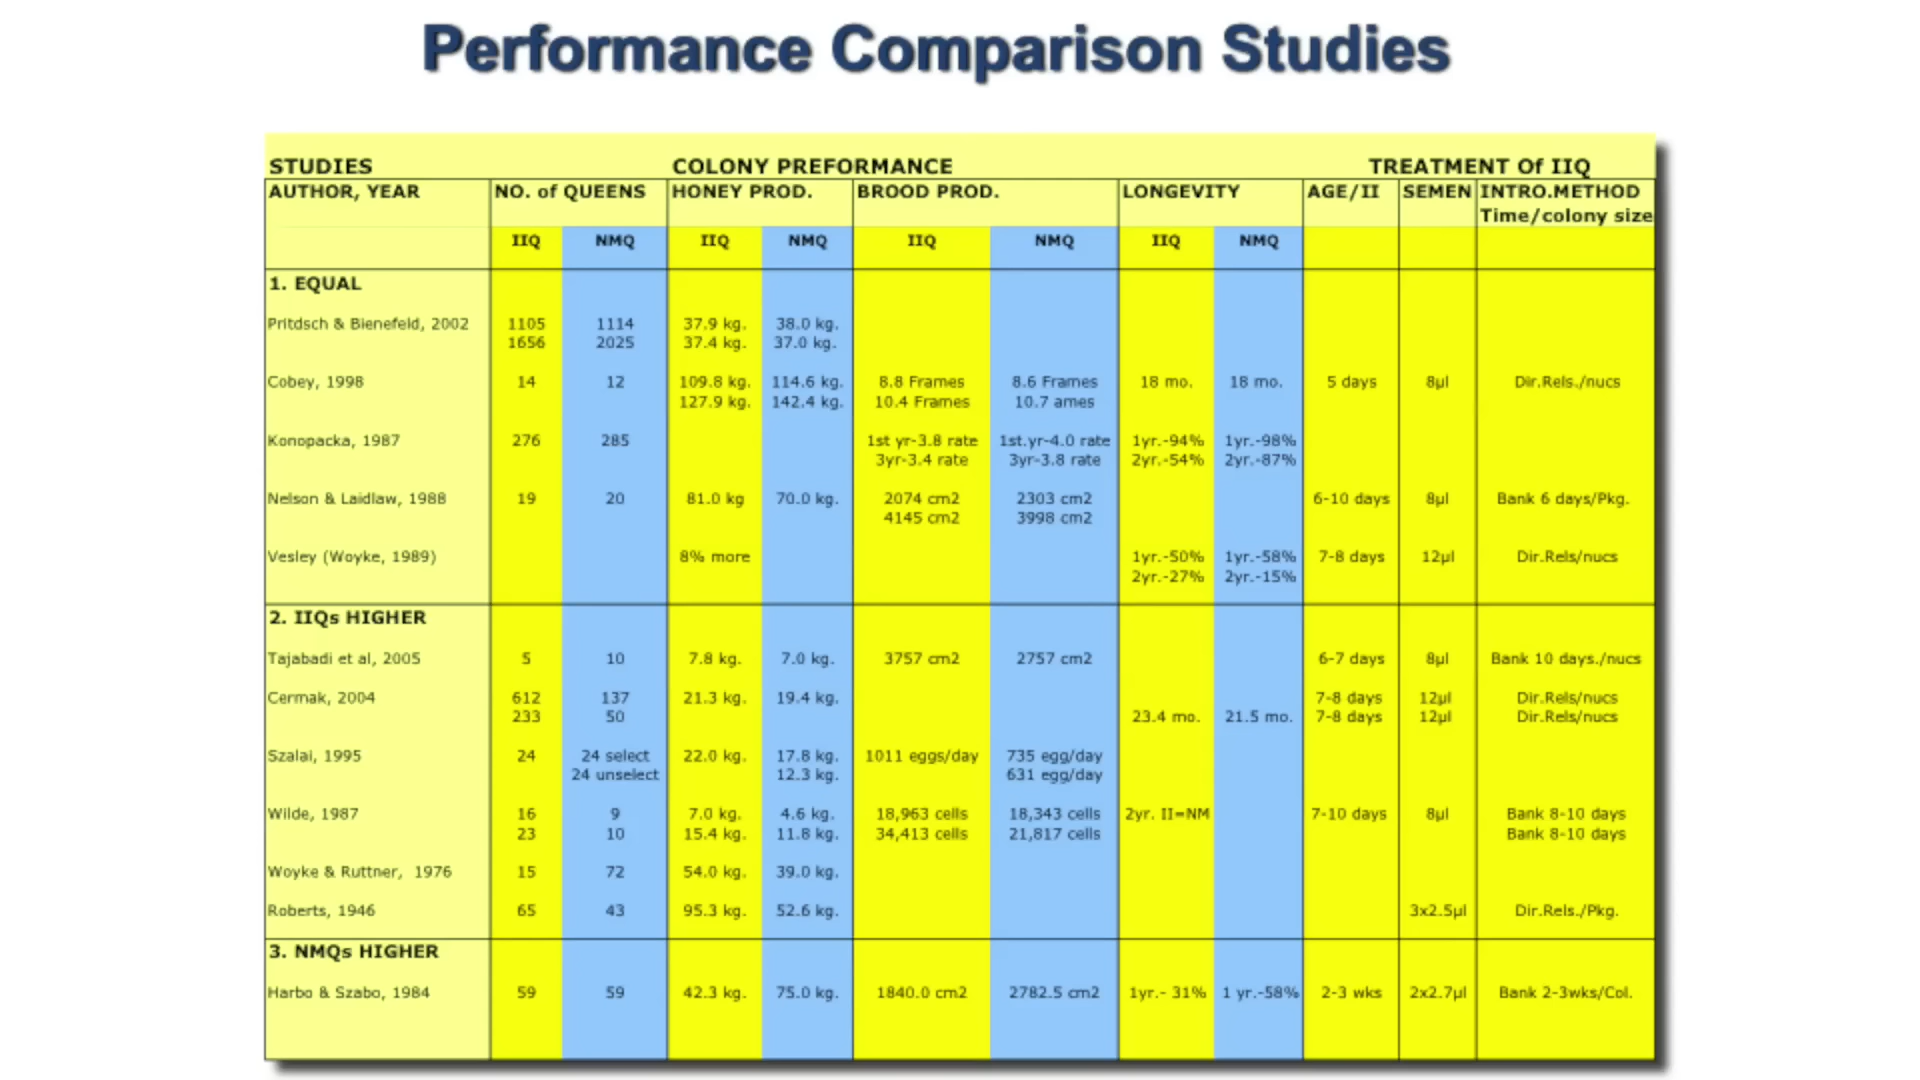 Performance Comparison Studies
STUDIES COLONY PREFORMANCE TREATMENT Of IIQ
AUTHOR, YEAR NO. of QUEENS HONEY PROD. BROOD PROD. LONGEVITY AGE/II SEMEN INTRO.METHOD
Time/colony size
IIQ NMQ IIQ NMQ IIQ NMQ IIQ NMQ
1. EQUAL
Pritdsch & Bienefeld, 2002 1105 1114 37.9 kg. 38.0 kg.
1656 2025 37.4 kg. 37.0 kg.
Cobey, 1998 14 12 109.8 kg. 114.6 kg. 8.8 Frames 8.6 Frames 18 mo. 18 mo. 5 days 8µl Dir.Rels./nucs
127.9 kg. 142.4 kg. 10.4 Frames 10.7 ames
Konopacka, 1987 276 285 1st yr-3.8 rate 1st.yr-4.0 rate 1yr.-94% 1yr.-98%
3yr-3.4 rate 3yr-3.8 rate 2yr.-54% 2yr.-87%
Nelson & Laidlaw, 1988 19 20 81.0 kg 70.0 kg. 2074 cm2 2303 cm2 6-10 days 8µl Bank 6 days/Pkg.
4145 cm2 3998 cm2
Vesley (Woyke, 1989) 8% more 1yr.-50% 1yr.-58% 7-8 days 12µl Dir.Rels/nucs
2yr.-27% 2yr.-15%
2. IIQs HIGHER
Tajabadi et al, 2005 5 10 7.8 kg. 7.0 kg. 3757 cm2 2757 cm2 6-7 days 8µl Bank 10 days./nucs
Cermak, 2004 612 137 21.3 kg. 19.4 kg. 7-8 days 12µl Dir.Rels/nucs
233 50 23.4 mo. 21.5 mo. 7-8 days 12µl Dir.Rels/nucs
Szalai, 1995 24 24 select 22.0 kg. 17.8 kg. 1011 eggs/day 735 egg/day
24 unselect 12.3 kg. 631 egg/day
Wilde, 1987 16 9 7.0 kg. 4.6 kg. 18,963 cells 18,343 cells 2yr. II=NM 7-10 days 8µl Bank 8-10 days
23 10 15.4 kg. 11.8 kg. 34,413 cells 21,817 cells Bank 8-10 days
Woyke & Ruttner, 1976 15 72 54.0 kg. 39.0 kg.
Roberts, 1946 65 43 95.3 kg. 52.6 kg. 3x2.5µl Dir.Rels./Pkg.
3. NMQs HIGHER
Harbo & Szabo, 1984 59 59 42.3 kg. 75.0 kg. 1840.0 cm2 2782.5 cm2 1yr.- 31% 1 yr.-58% 2-3 wks 2x2.7µl Bank 2-3wks/Col.